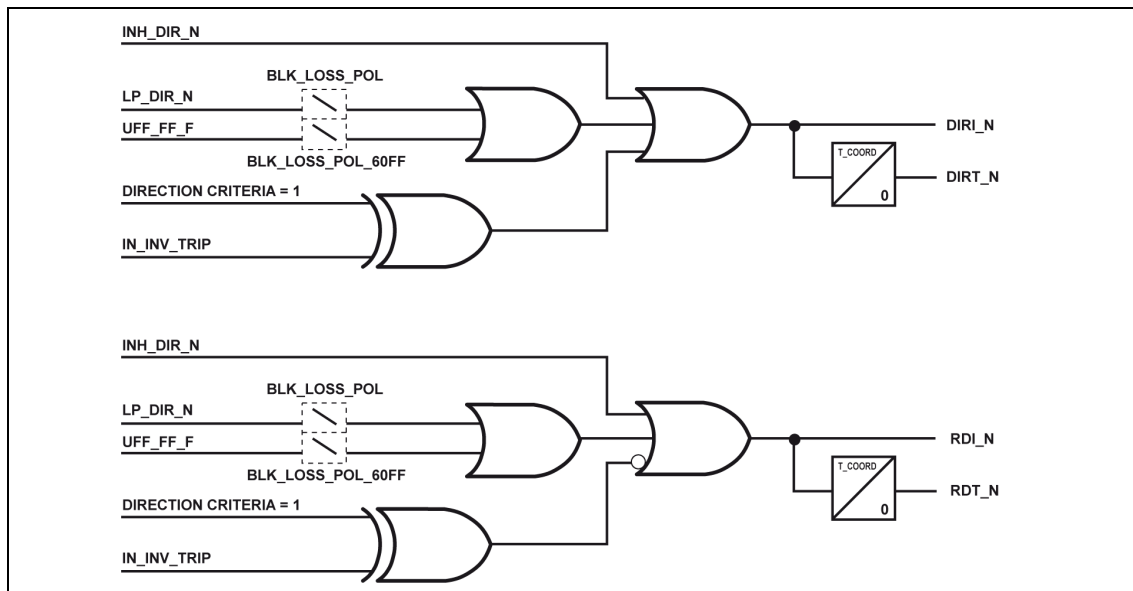 INH_DIR_N
BLK_LOSS_POL
LP_DIR_N
UFF_FF_F
BLK_LOSS_POL_60FF
DIRECTION CRITERIA = 1
IN_INV_TRIP
DIRI_N
T_COORD
0
DIRT_N
INH_DIR_N
BLK_LOSS_POL
LP_DIR_N
UFF_FF_F
BLK_LOSS_POL_60FF
DIRECTION CRITERIA = 1
IN_INV_TRIP
RDI_N
T_COORD
0
RDT_N